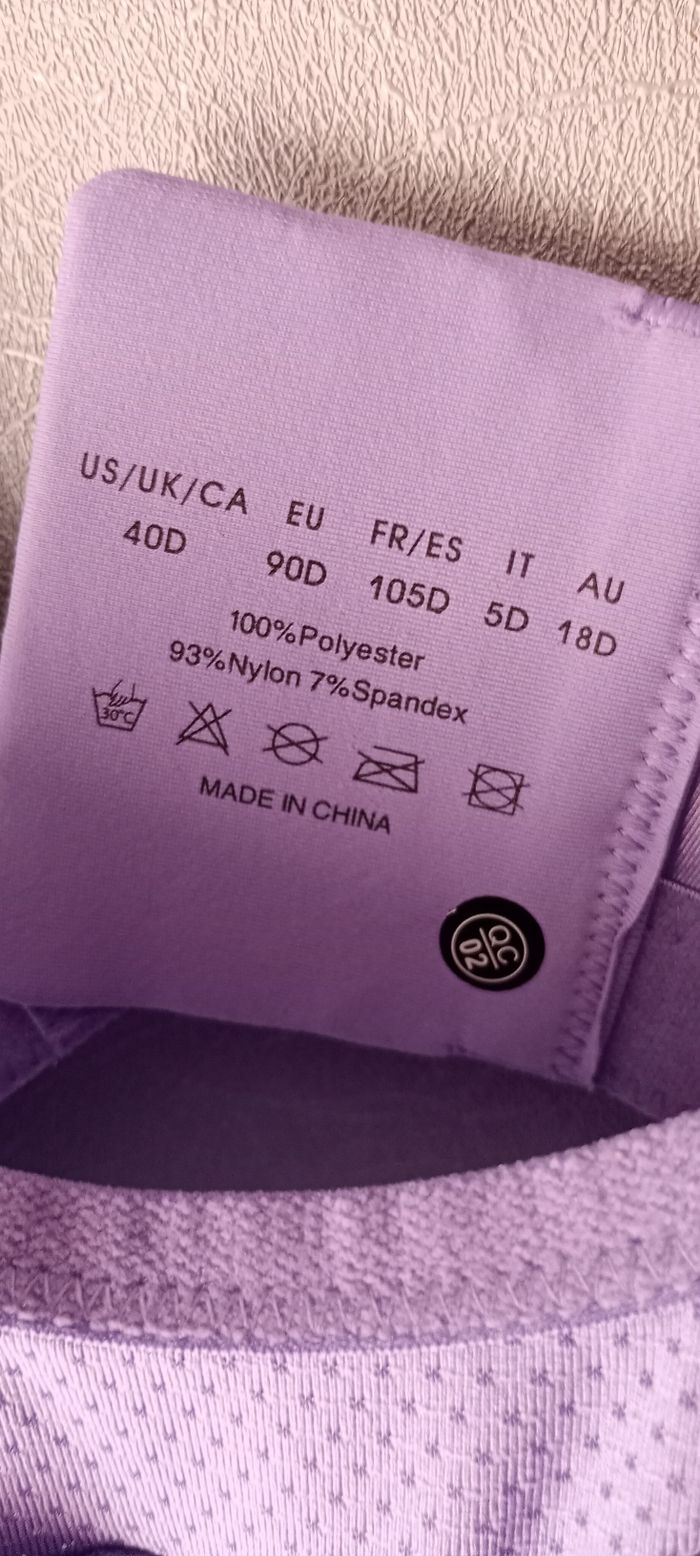 US/UK/CA EU FR/ES IT AU
40D 90D 105D 5D 18D
100%Polyester
93%Nylon 7%Spandex
30°C
MADE IN CHINA
QC
02